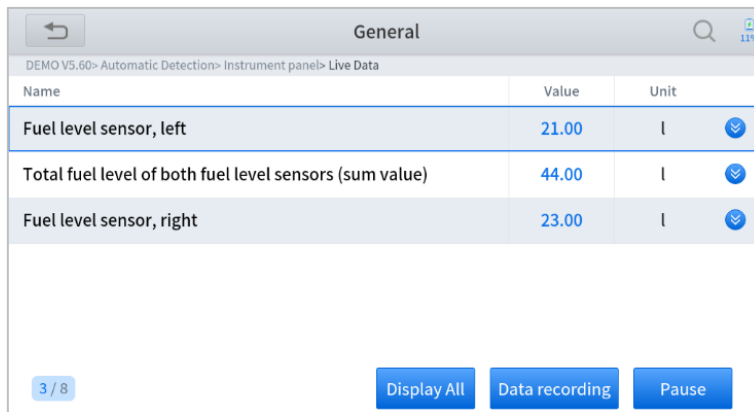 General
11%
DEMO V5.60> Automatic Detection> Instrument panel> Live Data
Name Value Unit
Fuel level sensor, left 21.00 l
Total fuel level of both fuel level sensors (sum value) 44.00 l
Fuel level sensor, right 23.00 l
3 / 8 Display All Data recording Pause